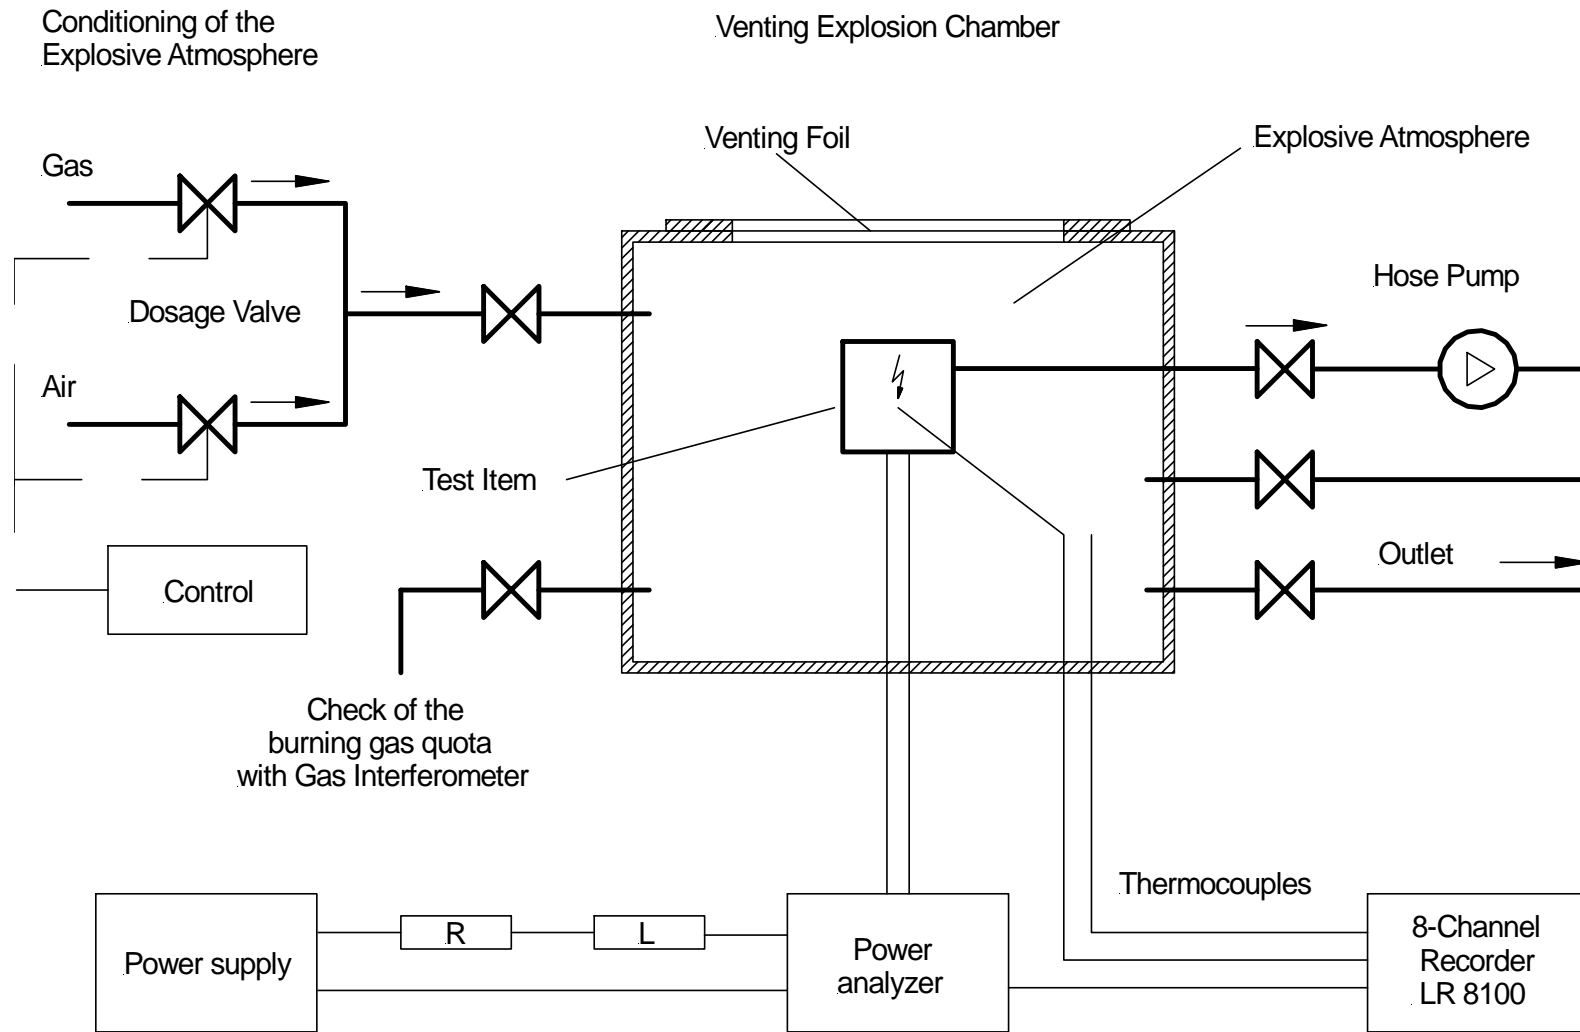 Conditioning of the
Explosive Atmosphere
Venting Explosion Chamber
Venting Foil
Explosive Atmosphere
Gas
Hose Pump
Dosage Valve
Air
Test Item
Outlet
Control
Check of the
burning gas quota
with Gas Interferometer
Thermocouples
Power supply
R
L
Power
analyzer
8-Channel
Recorder
LR 8100